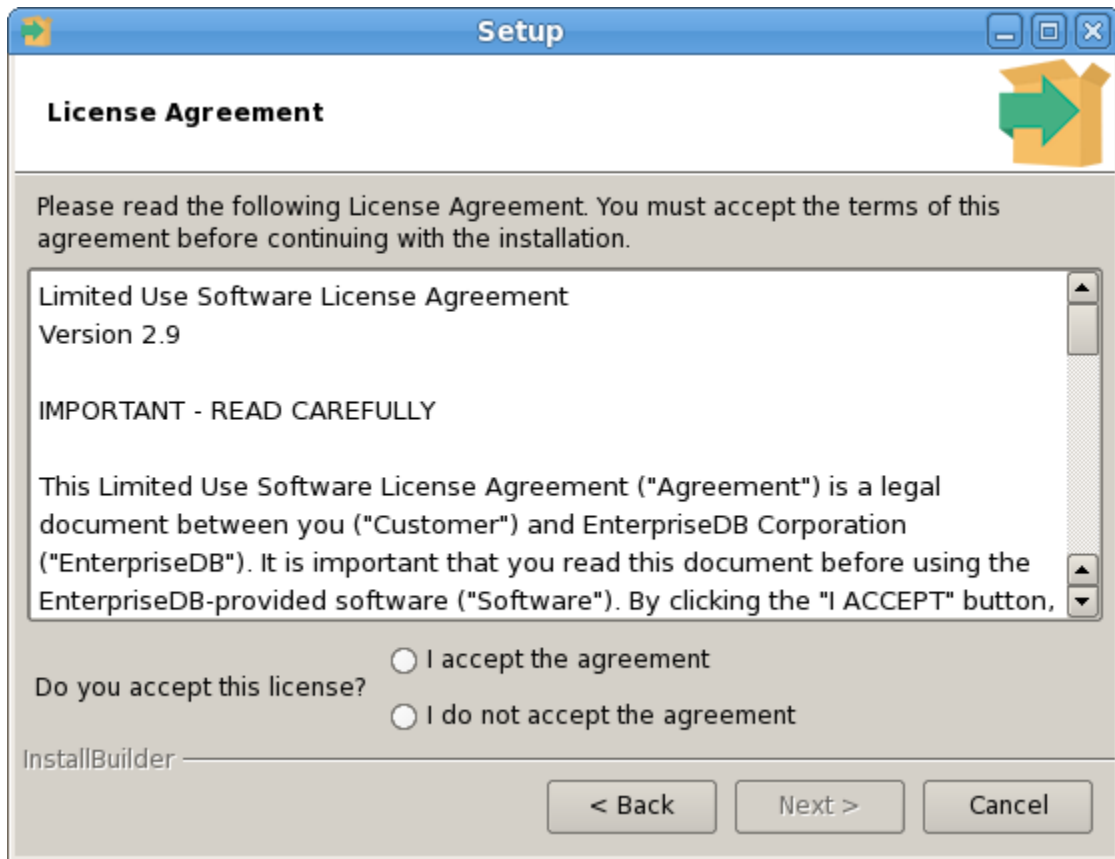 Setup
License Agreement
Please read the following License Agreement. You must accept the terms of this
agreement before continuing with the installation.
Limited Use Software License Agreement
Version 2.9
IMPORTANT - READ CAREFULLY
This Limited Use Software License Agreement ("Agreement") is a legal
document between you ("Customer") and EnterpriseDB Corporation
("EnterpriseDB"). It is important that you read this document before using the
EnterpriseDB-provided software ("Software"). By clicking the "I ACCEPT" button,
Do you accept this license?
I accept the agreement
I do not accept the agreement
InstallBuilder
< Back
Next >
Cancel